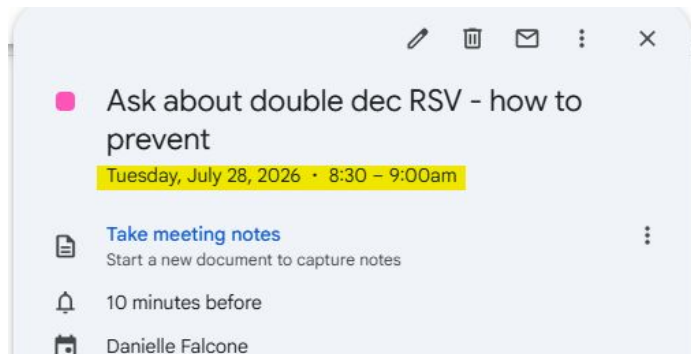 Ask about double dec RSV - how to
prevent
Tuesday, July 28, 2026 · 8:30 – 9:00am
Take meeting notes
Start a new document to capture notes
10 minutes before
Danielle Falcone